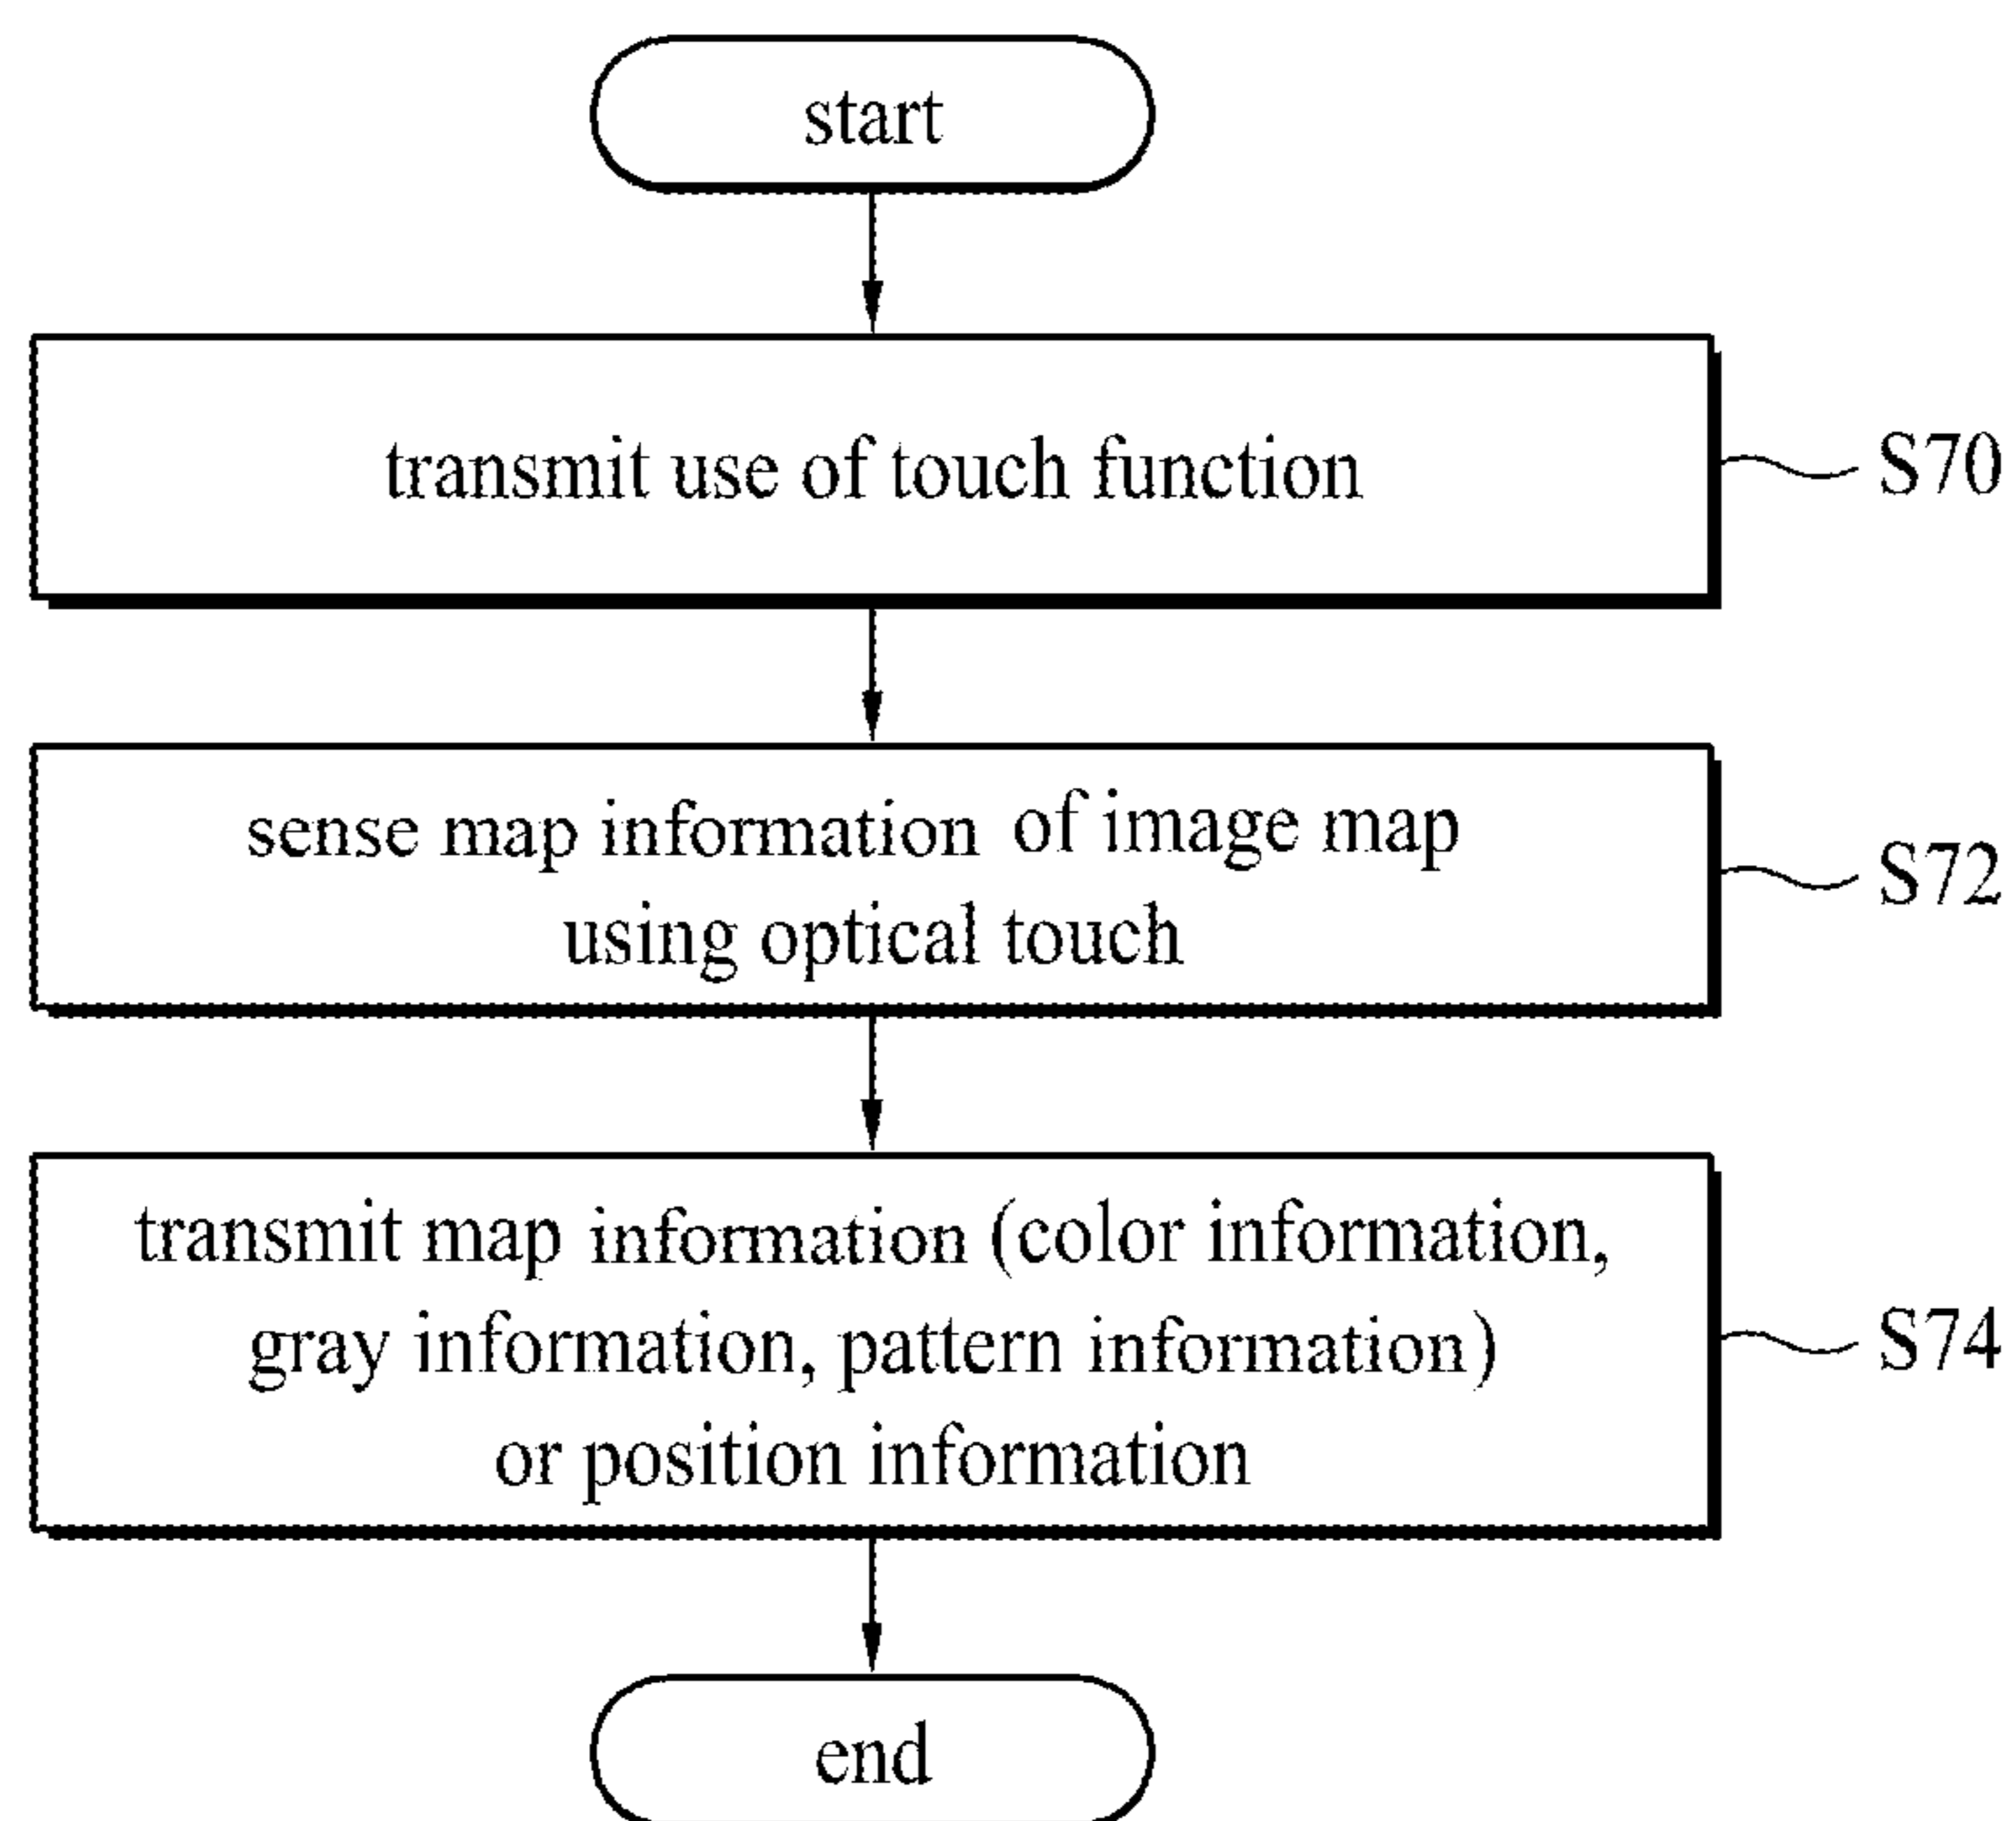 start
transmit use of touch function
S70
sense map information of image map
using optical touch
S72
transmit map information (color information,
gray information, pattern information)
or position information
S74
end